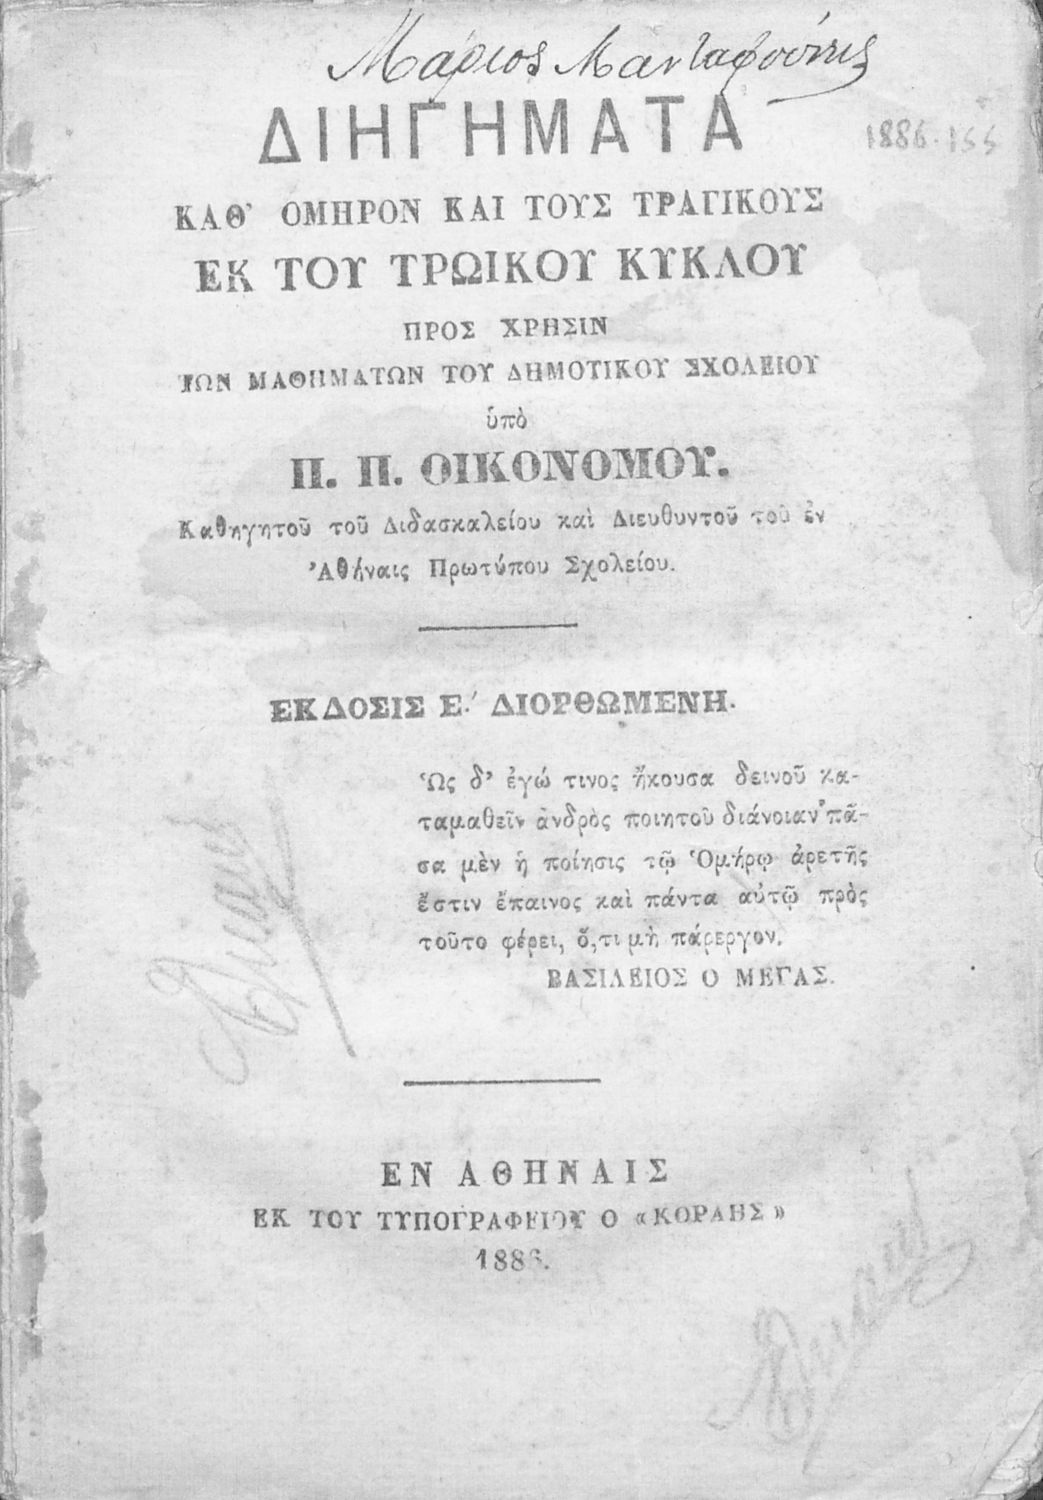 Μάριος
ΔΙΗΓΗΜΑΤΑ
1886.155
ΚΑΘ' ΟΜΗΡΟΝ ΚΑΙ ΤΟΥΣ ΤΡΑΓΙΚΟΥΣ
ΕΚ ΤΟΥ ΤΡΩΙΚΟΥ ΚΥΚΛΟΥ
ΠΡΟΣ ΧΡΗΣΙΝ
ΤΩΝ ΜΑΘΗΜΑΤΩΝ ΤΟΥ ΔΗΜΟΤΙΚΟΥ ΣΧΟΛΕΙΟΥ
ὑπὸ
Π. Π. ΟΙΚΟΝΟΜΟΥ.
Καθηγητοῦ τοῦ Διδασκαλείου καὶ Διευθυντοῦ τοῦ ἐν
Ἀθήναις Πρωτύπου Σχολείου.
ΕΚΔΟΣΙΣ Ε.' ΔΙΟΡΘΩΜΕΝΗ.
Ὡς δ' ἐγώ τινος ἤκουσα δεινοῦ κα-
ταμαθεῖν ἀνδρὸς ποιητοῦ διάνοιαν· πᾶ-
σα μὲν ἡ ποίησις τῷ Ὁμήρῳ ἀρετῆς
ἔστιν ἔπαινος καὶ πάντα αὐτῷ πρὸς
τοῦτο φέρει, ὅ,τι μὴ πάρεργον.
ΒΑΣΙΛΕΙΟΣ Ο ΜΕΓΑΣ.
ΕΝ ΑΘΗΝΑΙΣ
ΕΚ ΤΟΥ ΤΥΠΟΓΡΑΦΕΙΟΥ Ο «ΚΟΡΑΗΣ»
1886.